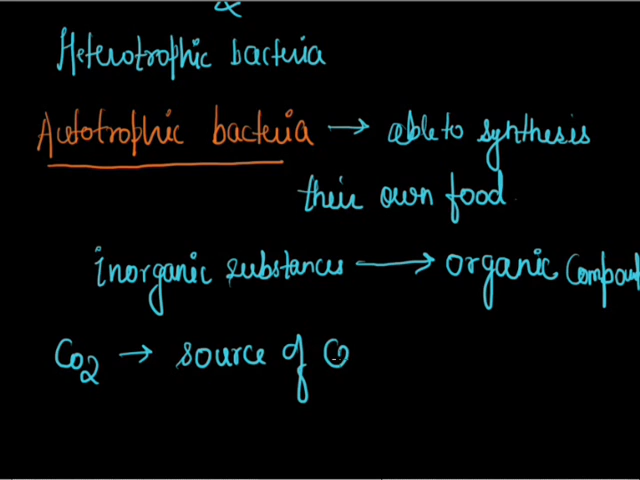 &
Heterotrophic bacteria
Autotrophic bacteria → able to synthesis
their own food
inorganic substances → organic Compou
Co2 → source of